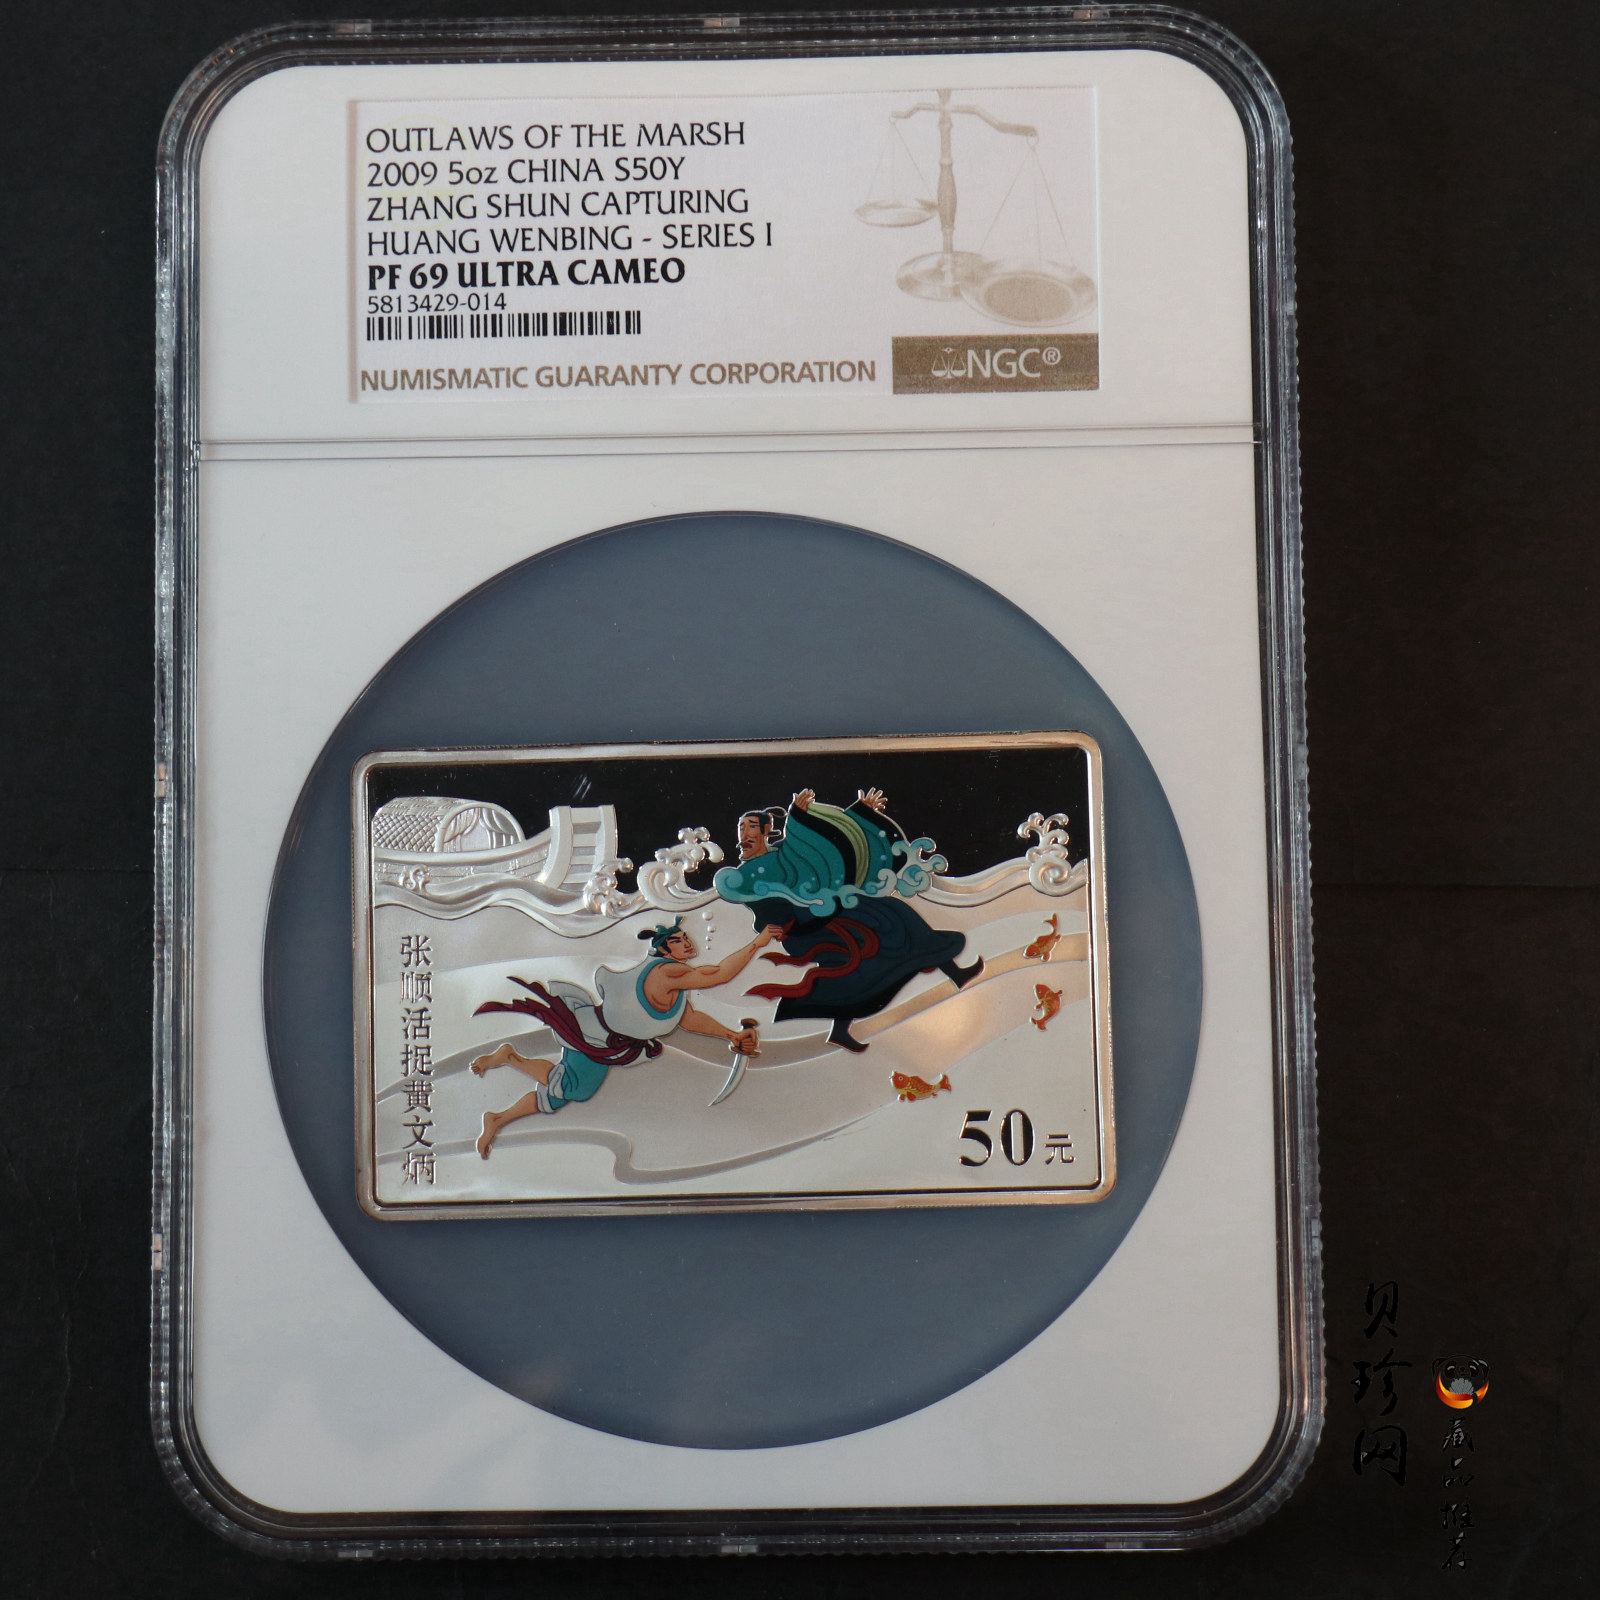 OUTLAWS OF THE MARSH
2009 5oz CHINA S50Y
ZHANG SHUN CAPTURING
HUANG WENBING - SERIES I
PF 69 ULTRA CAMEO
5813429-014
NUMISMATIC GUARANTY CORPORATION
NGC®
张顺活捉黄文炳
50元
贝珍网
藏品推荐